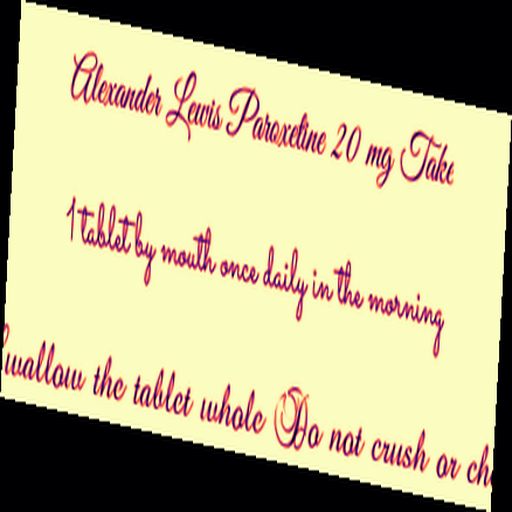 Alexander Lewis Paroxetine 20 mg Take
1 tablet by mouth once daily in the morning
the tablet whole Do not crush or